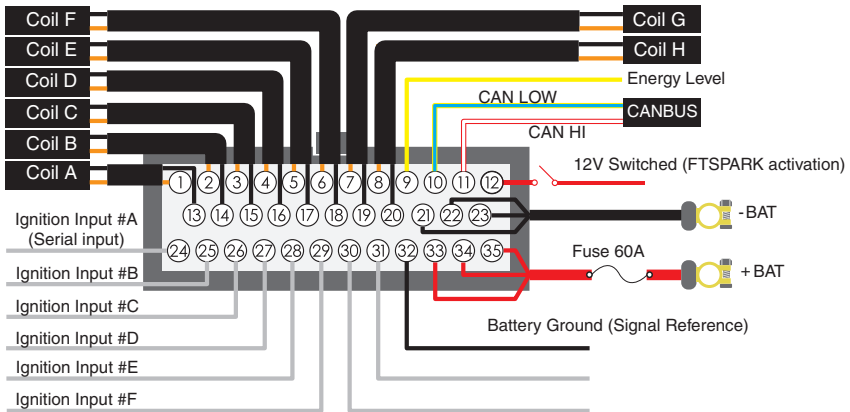 Coil F
Coil G
Coil E
Coil H
Coil D
Energy Level
Coil C
CAN LOW
CANBUS
Coil B
CAN HI
Coil A
12V Switched (FTSPARK activation)
1 2 3 4 5 6 7 8 9 10 11 12
13 14 15 16 17 18 19 20 21 22 23
-BAT
Ignition Input #A
(Serial input)
24 25 26 27 28 29 30 31 32 33 34 35
Fuse 60A
+BAT
Ignition Input #B
Ignition Input #C
Battery Ground (Signal Reference)
Ignition Input #D
Ignition Input #E
Ignition Input #F